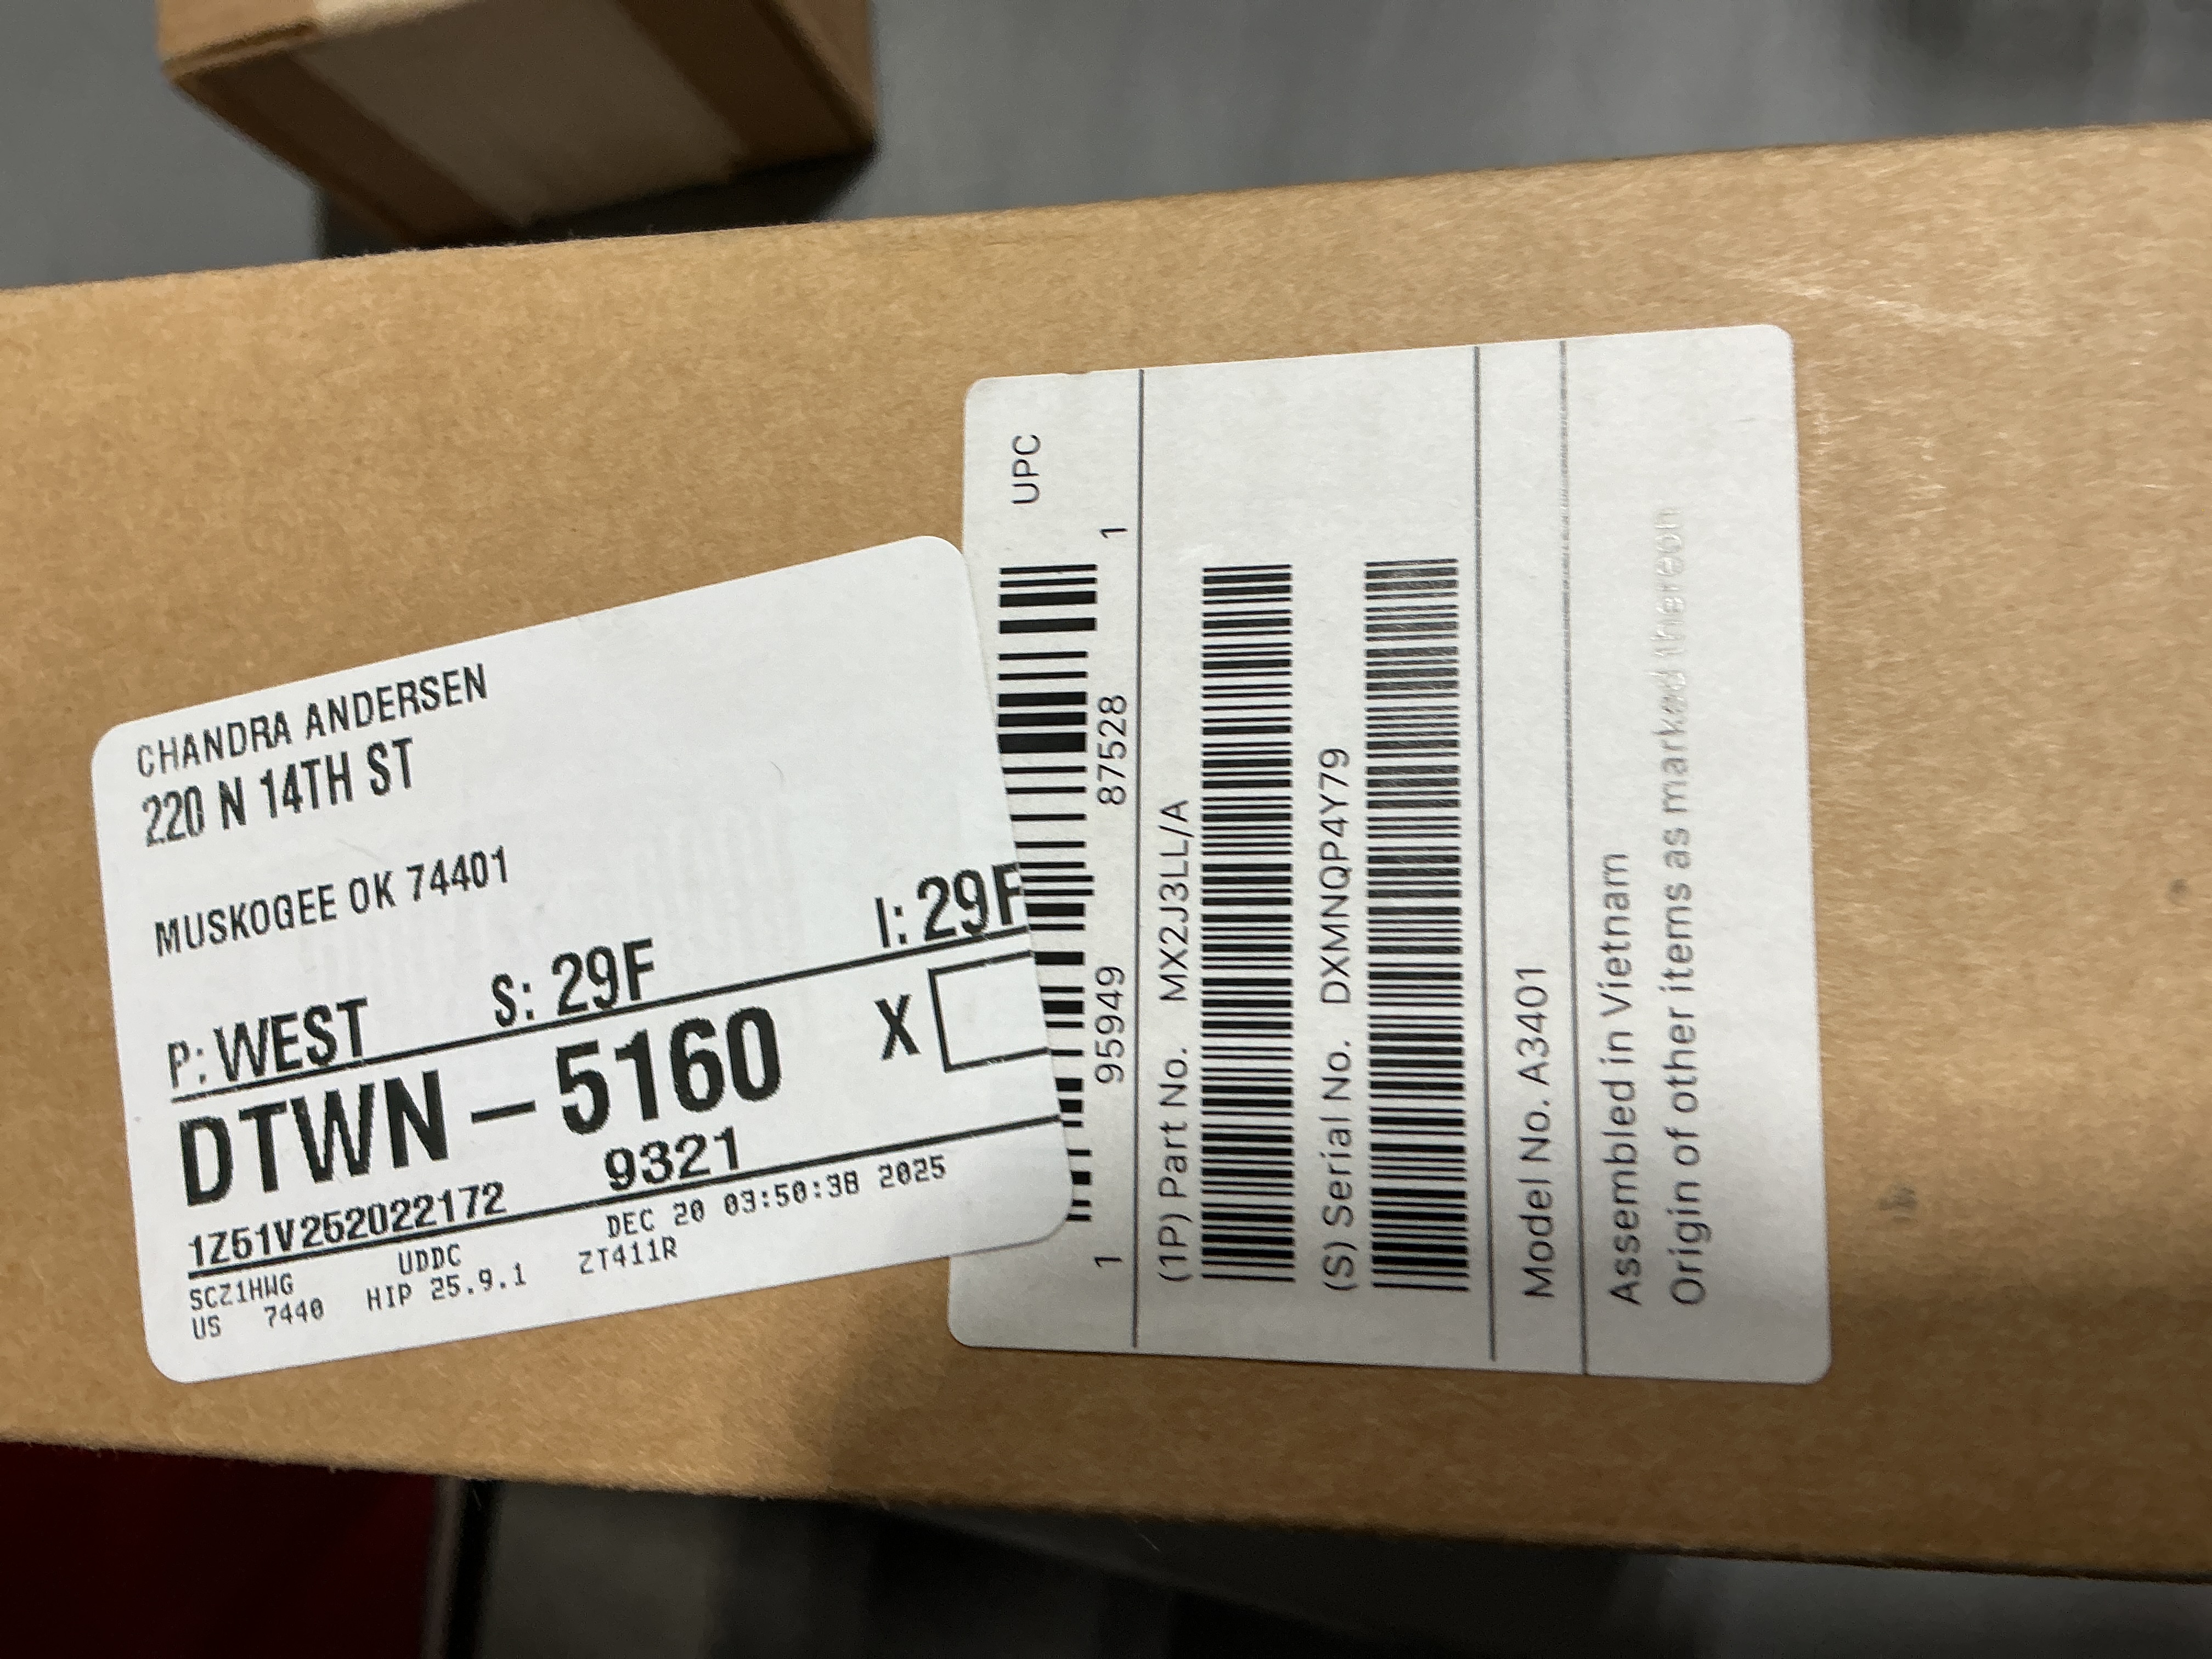 CHANDRA ANDERSEN
220 N 14TH ST
MUSKOGEE OK 74401
P: WEST S: 29F I: 29F
DTWN-5160 X
1Z51V252022172 9321
SCZ1HWG UDDC DEC 20 03:50:38 2025
US 7440 HIP 25.9.1 ZT411R
UPC
1 95949 87528 1
(1P) Part No. MX2J3LL/A
(S) Serial No. DXMNQP4Y79
Model No. A3401
Assembled in Vietnam
Origin of other items as marked thereon